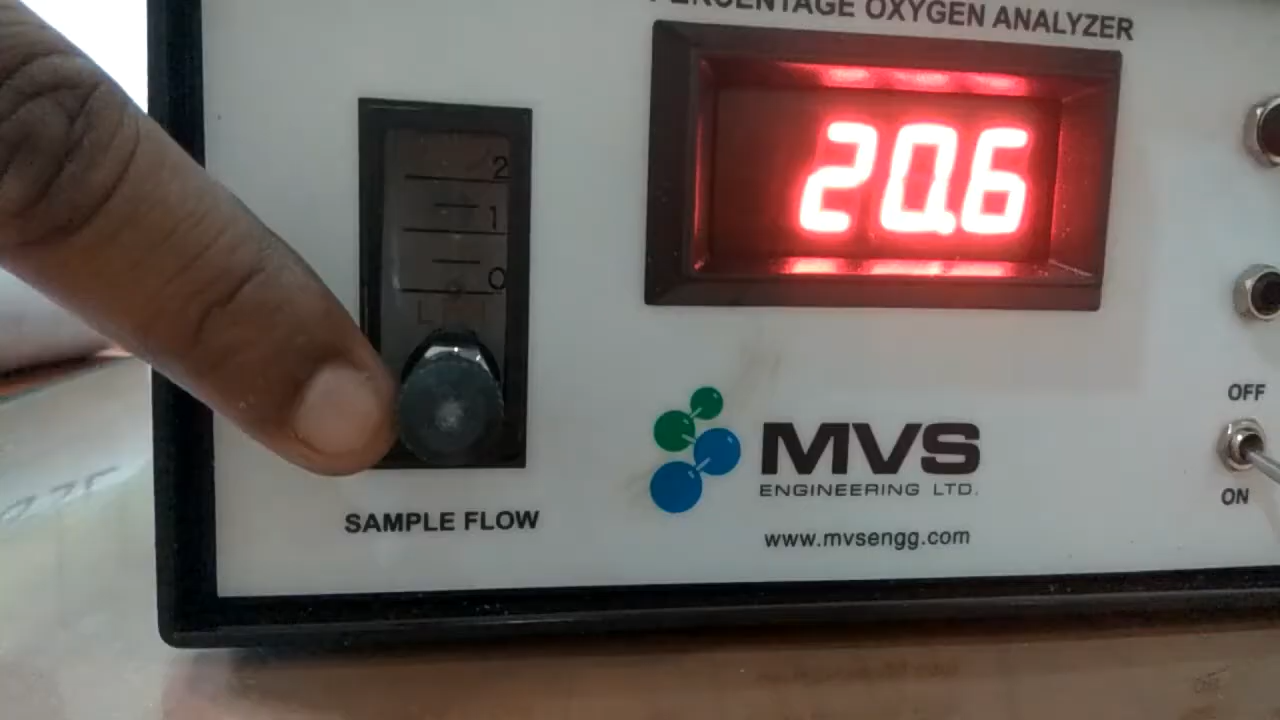 PERCENTAGE OXYGEN ANALYZER
20.6
2
1
0
L H
OFF
ON
MVS
ENGINEERING LTD.
www.mvsengg.com
SAMPLE FLOW